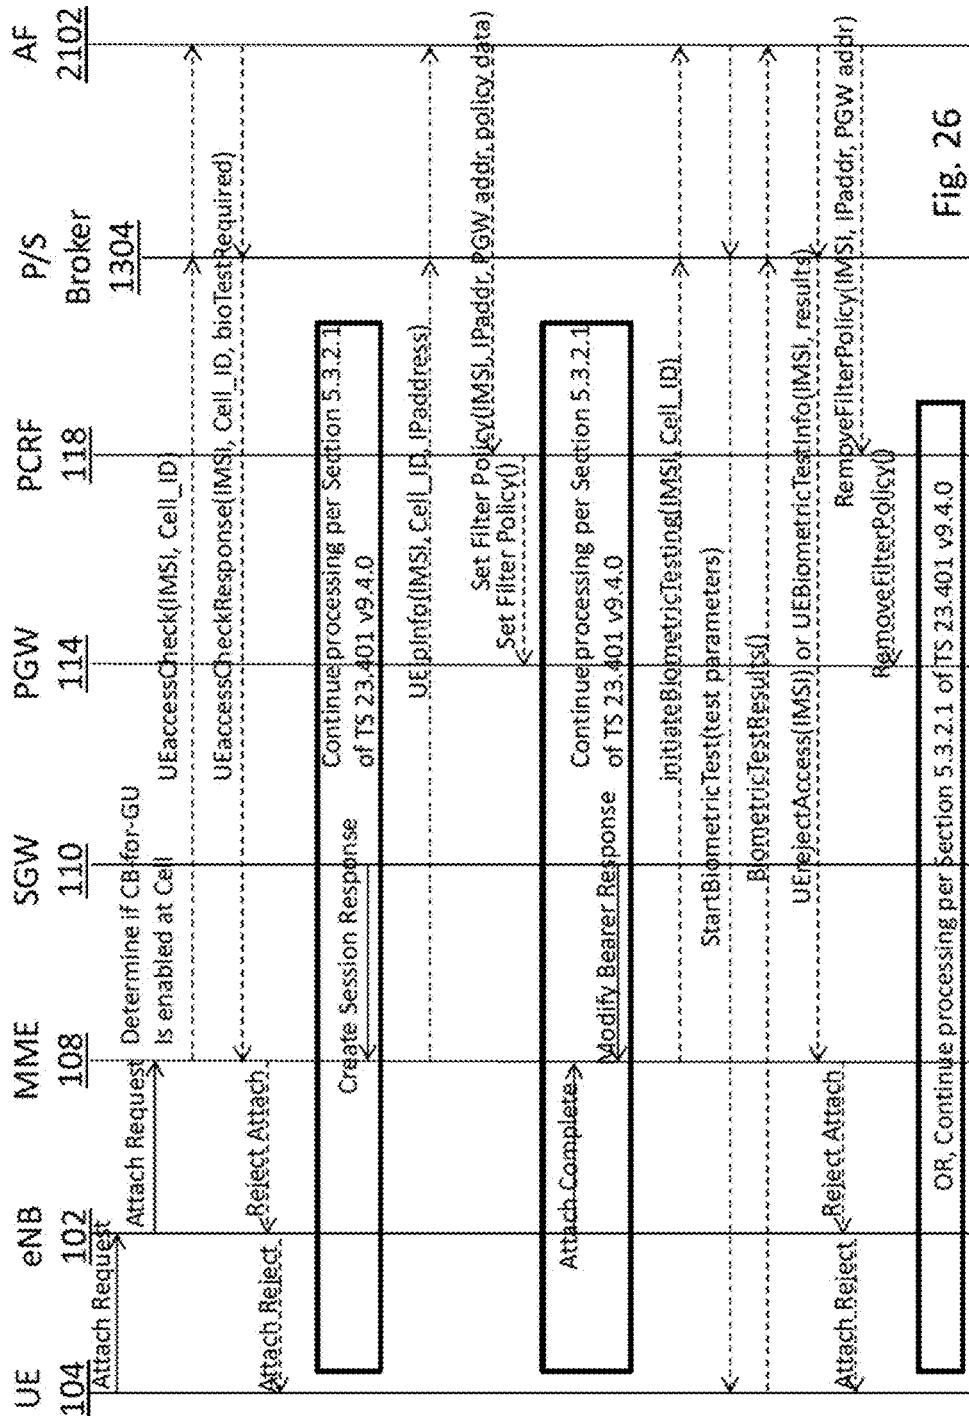 UE
104
eNB
102
MME
108
SGW
110
PGW
114
PCRF
118
P/S
Broker
1304
AF
2102
Attach Request
Attach Request
Determine if CB-for-GU
Is enabled at Cell
UEaccessCheck(IMSI, Cell_ID)
UEaccessCheckResponse(IMSI, Cell_ID, bioTestRequired)
Reject Attach
Attach Reject
Continue processing per Section 5.3.2.1
of TS 23.401 v9.4.0
Create Session Response
UEipInfo(IMSI, Cell_ID, IPaddress)
Set Filter Policy(IMSI, IPaddr, PGW addr, policy data)
Set Filter Policy()
Attach Complete
Continue processing per Section 5.3.2.1
of TS 23.401 v9.4.0
Modify Bearer Response
initiateBiometricTesting(IMSI, Cell_ID)
StartBiometricTest(test parameters)
BiometricTestResults()
UErejectAccess(IMSI) or UEBiometricTestInfo(IMSI, results)
Reject Attach
Attach Reject
RemoveFilterPolicy(IMSI, IPaddr, PGW addr)
RemoveFilterPolicy()
OR, Continue processing per Section 5.3.2.1 of TS 23.401 v9.4.0
Fig. 26